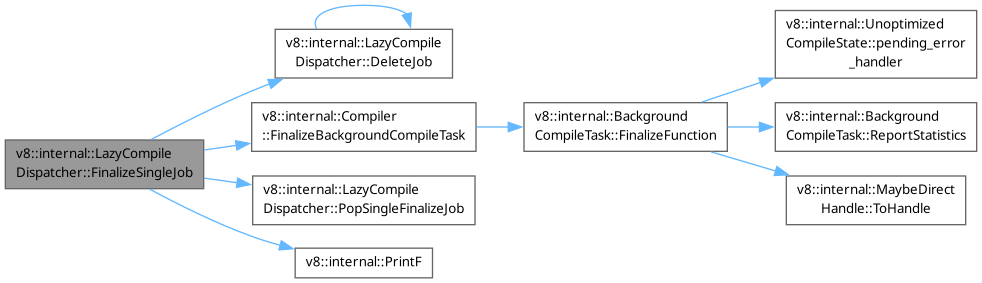 v8::internal::LazyCompile
Dispatcher::FinalizeSingleJob
v8::internal::LazyCompile
Dispatcher::DeleteJob
v8::internal::Compiler
::FinalizeBackgroundCompileTask
v8::internal::LazyCompile
Dispatcher::PopSingleFinalizeJob
v8::internal::PrintF
v8::internal::Background
CompileTask::FinalizeFunction
v8::internal::Unoptimized
CompileState::pending_error
_handler
v8::internal::Background
CompileTask::ReportStatistics
v8::internal::MaybeDirect
Handle::ToHandle